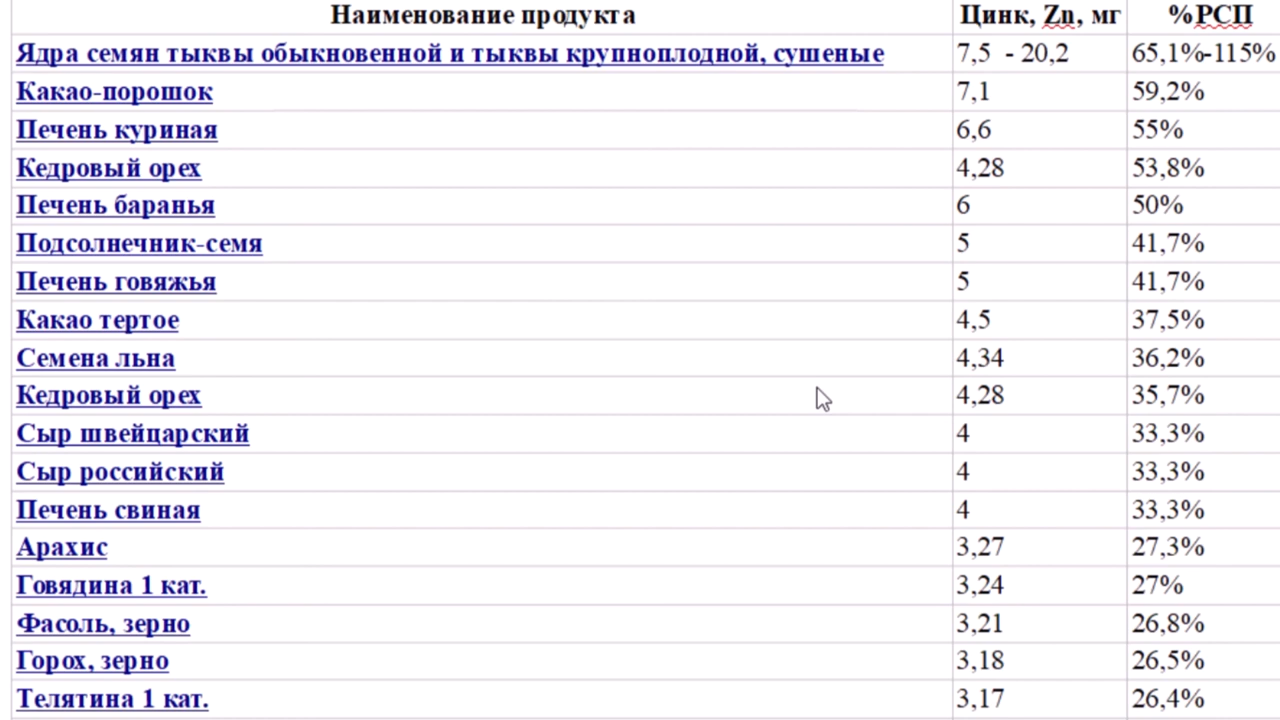 Наименование продукта Цинк, Zn, мг %РСП
Ядра семян тыквы обыкновенной и тыквы крупноплодной, сушеные 7,5 - 20,2 65,1%-115%
Какао-порошок 7,1 59,2%
Печень куриная 6,6 55%
Кедровый орех 4,28 53,8%
Печень баранья 6 50%
Подсолнечник-семя 5 41,7%
Печень говяжья 5 41,7%
Какао тертое 4,5 37,5%
Семена льна 4,34 36,2%
Кедровый орех 4,28 35,7%
Сыр швейцарский 4 33,3%
Сыр российский 4 33,3%
Печень свиная 4 33,3%
Арахис 3,27 27,3%
Говядина 1 кат. 3,24 27%
Фасоль, зерно 3,21 26,8%
Горох, зерно 3,18 26,5%
Телятина 1 кат. 3,17 26,4%